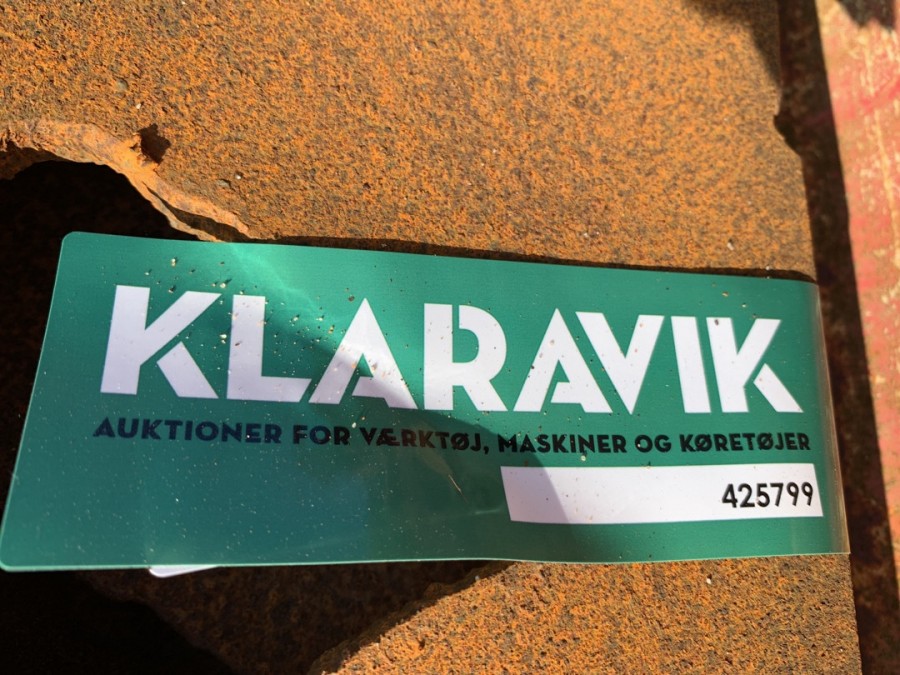 KLARAVIK
AUKTIONER FOR VÆRKTØJ, MASKINER OG KØRETØJER
425799